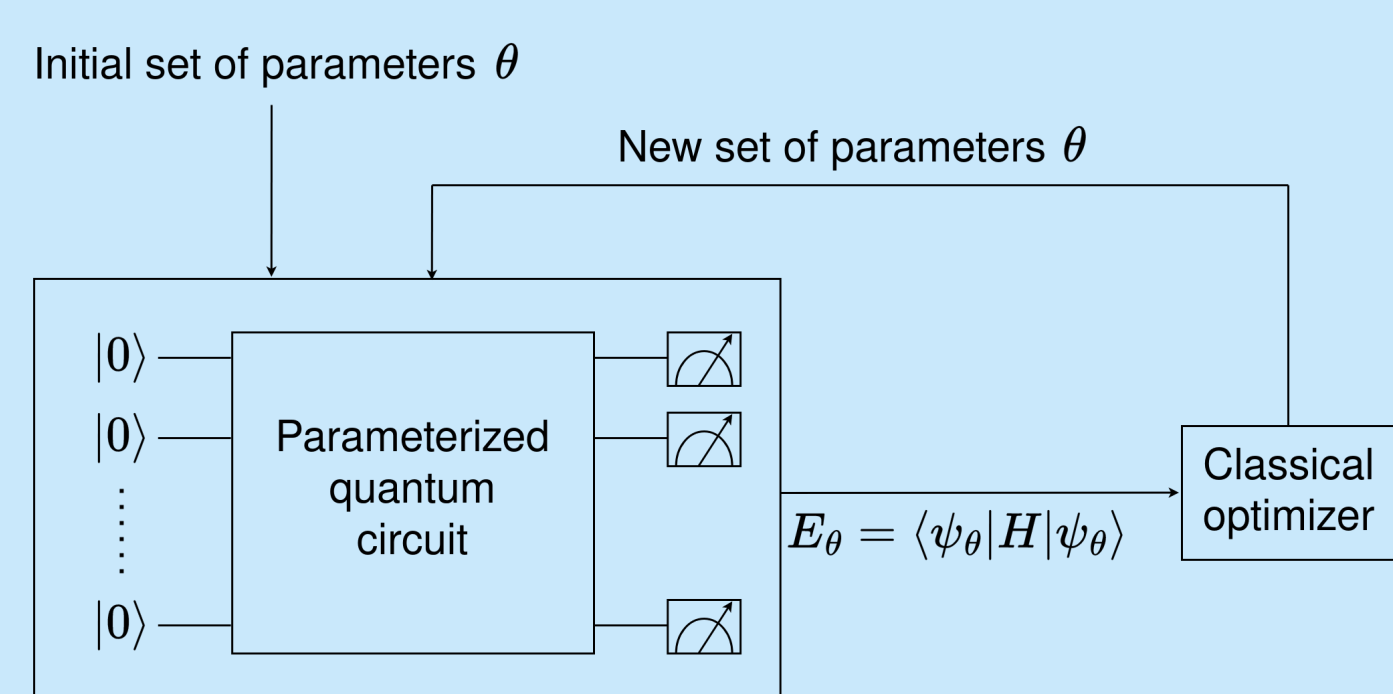 Initial set of parameters θ
New set of parameters θ
|0⟩
|0⟩
Parameterized
quantum
circuit
|0⟩
E_θ = ⟨ψ_θ|H|ψ_θ⟩
Classical
optimizer